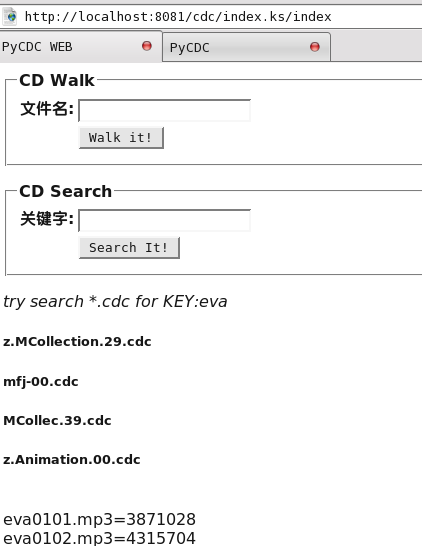 http://localhost:8081/cdc/index.ks/index
PyCDC WEB
PyCDC
CD Walk
文件名:
Walk it!
CD Search
关键字:
Search It!
try search *.cdc for KEY:eva
z.MCollection.29.cdc
mfj-00.cdc
MCollec.39.cdc
z.Animation.00.cdc
eva0101.mp3=3871028
eva0102.mp3=4315704